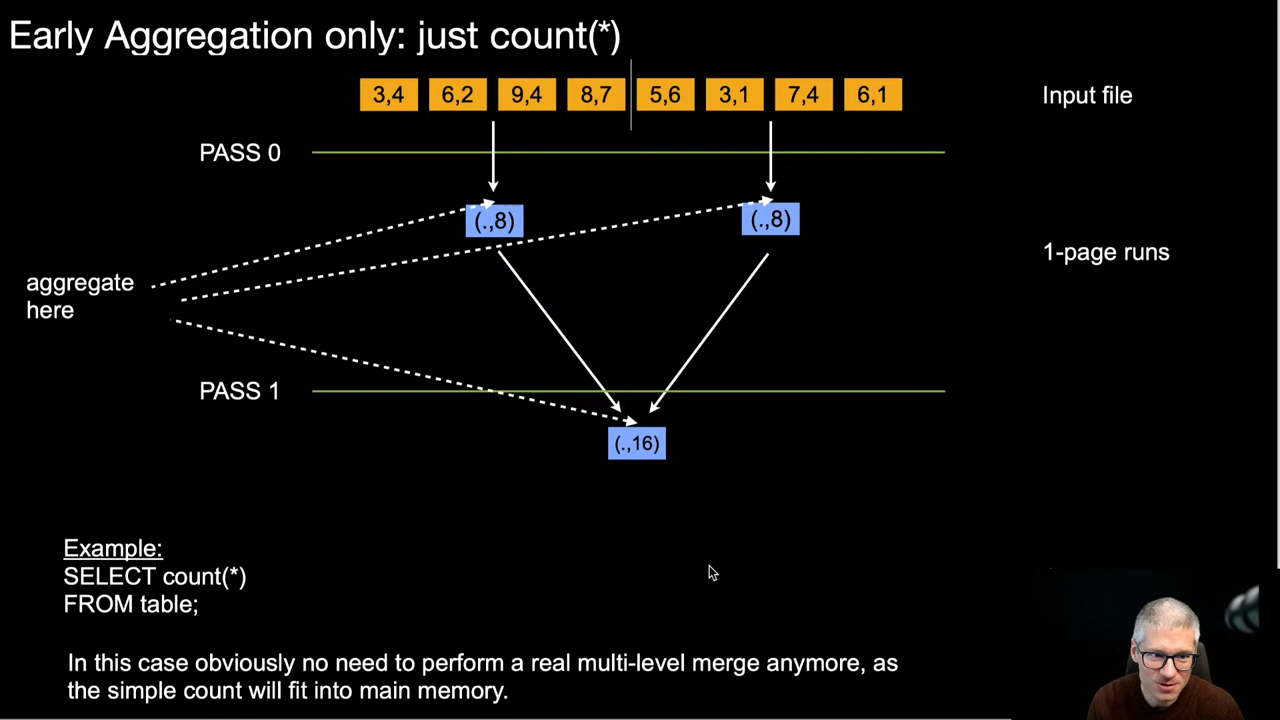 Early Aggregation only: just count(*)
3,4 6,2 9,4 8,7 5,6 3,1 7,4 6,1
Input file
PASS 0
(.,8) (.,8)
1-page runs
aggregate
here
PASS 1
(.,16)
Example:
SELECT count(*)
FROM table;
In this case obviously no need to perform a real multi-level merge anymore, as
the simple count will fit into main memory.